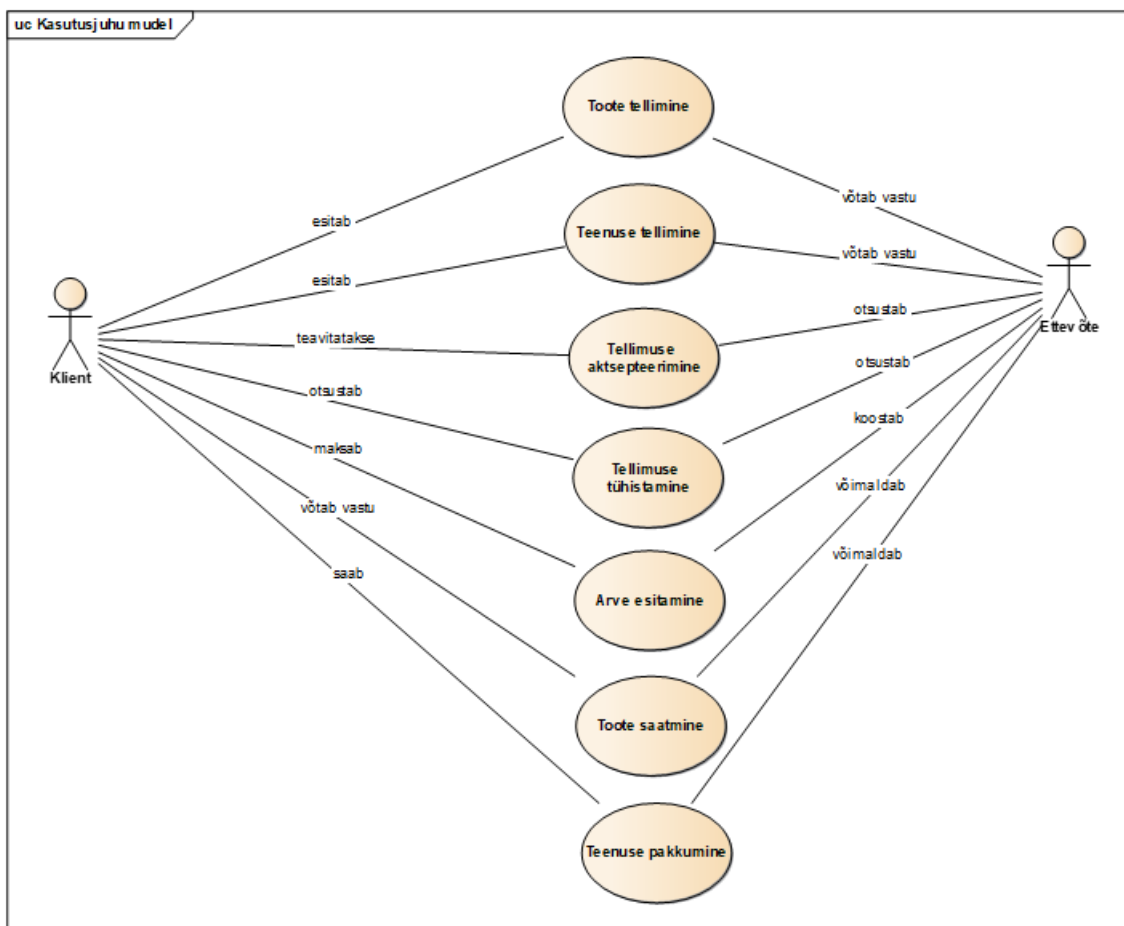 uc Kasutusjuhu mudel
Toote tellimine
esitab
võtab vastu
Teenuse tellimine
esitab
võtab vastu
Klient
Ettevõte
teavitatakse
Tellimuse
aktsepteerimine
otsustab
otsustab
Tellimuse
tühistamine
otsustab
maksab
Arve esitamine
koostab
võtab vastu
Toote saatmine
võimaldab
saab
Teenuse pakkumine
võimaldab